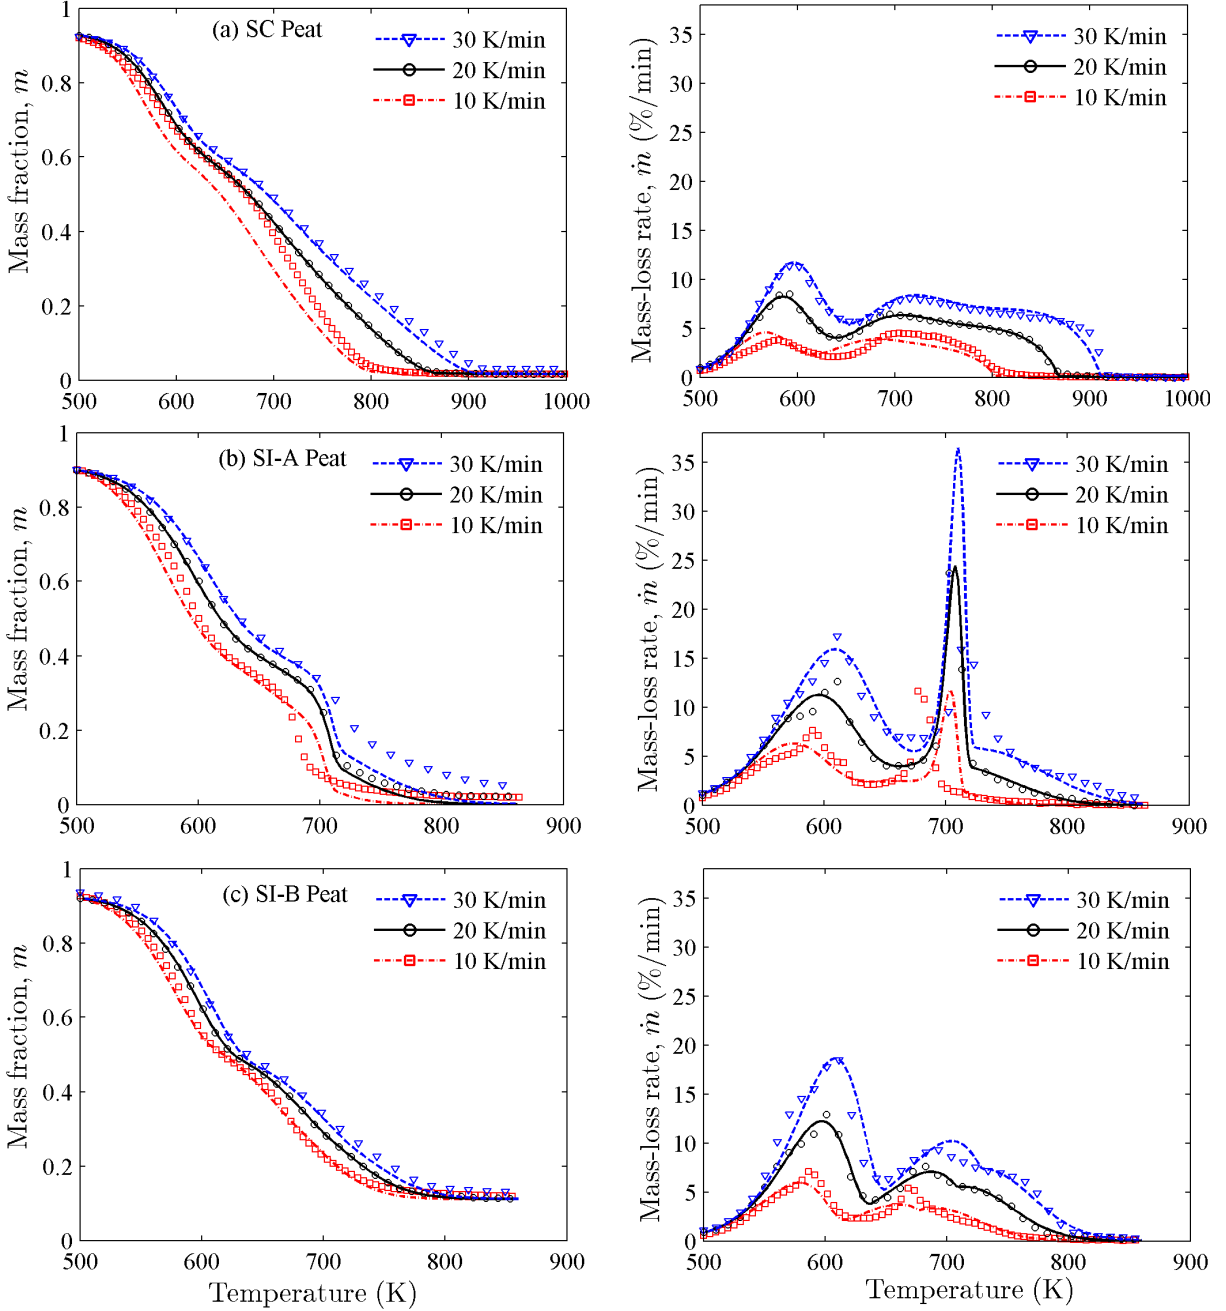 (a) SC Peat
30 K/min
20 K/min
10 K/min
Mass fraction, m
1
0.8
0.6
0.4
0.2
0
500 600 700 800 900 1000
30 K/min
20 K/min
10 K/min
Mass-loss rate, ṁ (%/min)
35
30
25
20
15
10
5
0
500 600 700 800 900 1000
(b) SI-A Peat
30 K/min
20 K/min
10 K/min
Mass fraction, m
1
0.8
0.6
0.4
0.2
0
500 600 700 800 900
30 K/min
20 K/min
10 K/min
Mass-loss rate, ṁ (%/min)
35
30
25
20
15
10
5
0
500 600 700 800 900
(c) SI-B Peat
30 K/min
20 K/min
10 K/min
Mass fraction, m
1
0.8
0.6
0.4
0.2
0
500 600 700 800 900
Temperature (K)
30 K/min
20 K/min
10 K/min
Mass-loss rate, ṁ (%/min)
35
30
25
20
15
10
5
0
500 600 700 800 900
Temperature (K)